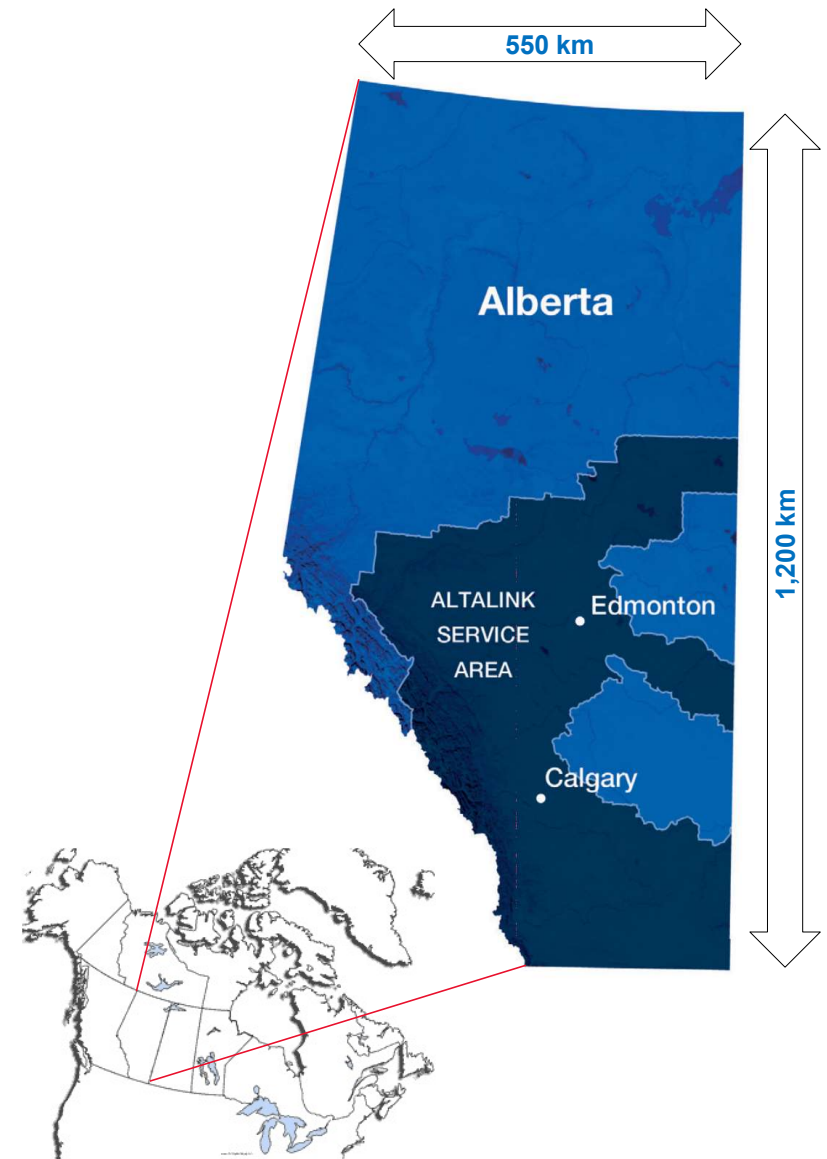 550 km
Alberta
1,200 km
ALTALINK
SERVICE
AREA
Edmonton
Calgary